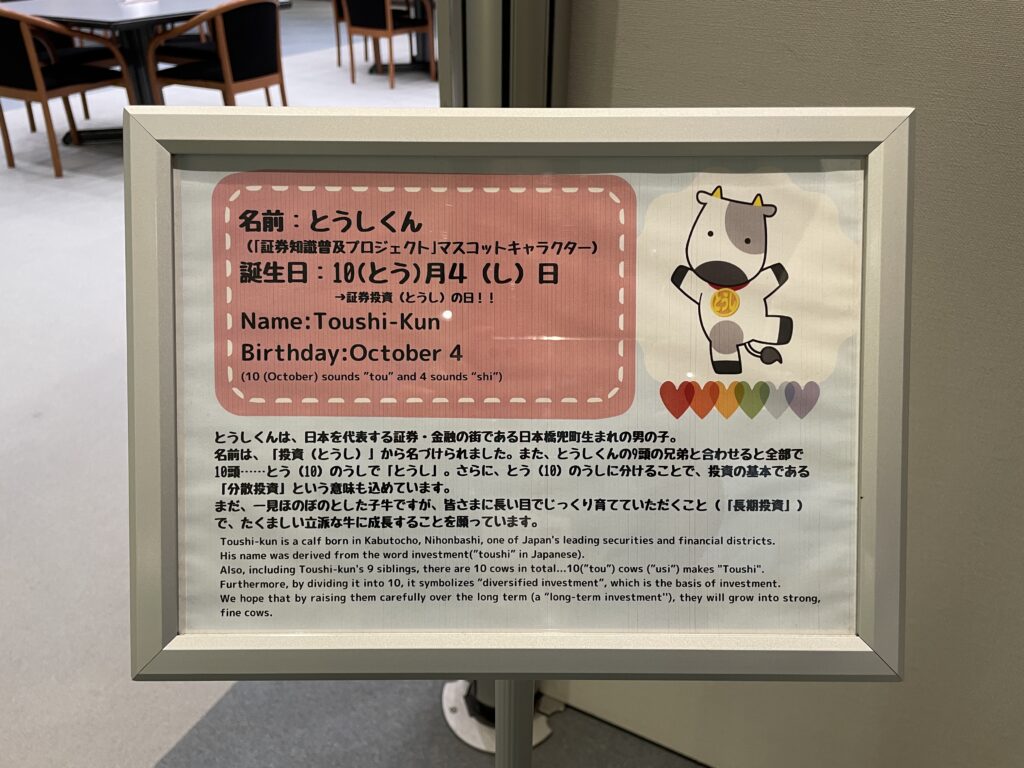 名前：とうしくん
(「証券知識普及プロジェクト」マスコットキャラクター)
誕生日：10(とう)月4（し）日
→証券投資（とうし）の日！！
Name:Toushi-Kun
Birthday:October 4
(10 (October) sounds "tou" and 4 sounds "shi")
とうしくんは、日本を代表する証券・金融の街である日本橋兜町生まれの男の子。
名前は、「投資（とうし）」から名づけられました。また、とうしくんの9頭の兄弟と合わせると全部で
10頭……とう（10）のうしで「とうし」。さらに、とう（10）のうしに分けることで、投資の基本である
「分散投資」という意味も込めています。
まだ、一見ほのぼのとした子牛ですが、皆さまに長い目でじっくり育てていただくこと（「長期投資」）
で、たくましい立派な牛に成長することを願っています。
Toushi-kun is a calf born in Kabutocho, Nihonbashi, one of Japan's leading securities and financial districts.
His name was derived from the word investment("toushi" in Japanese).
Also, including Toushi-kun's 9 siblings, there are 10 cows in total...10("tou") cows ("usi") makes "Toushi".
Furthermore, by dividing it into 10, it symbolizes "diversified investment", which is the basis of investment.
We hope that by raising them carefully over the long term (a "long-term investment"), they will grow into strong,
fine cows.